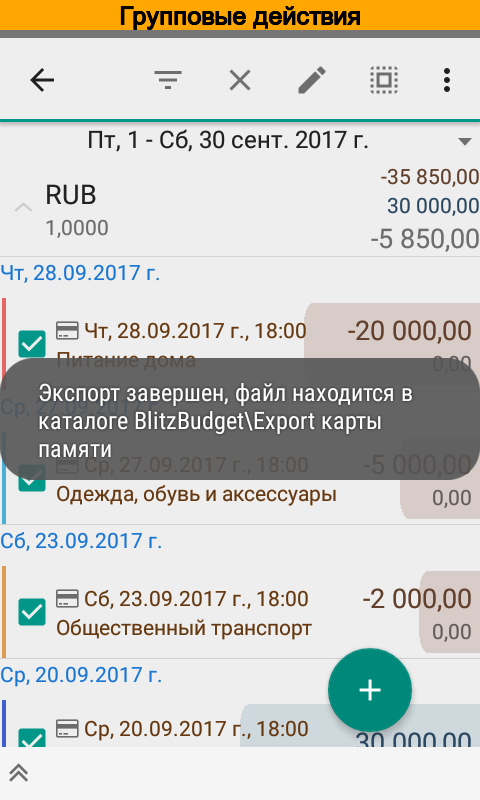 Групповые действия
Пт, 1 - Сб, 30 сент. 2017 г.
RUB
1,0000
-35 850,00
30 000,00
-5 850,00
Чт, 28.09.2017 г.
Чт, 28.09.2017 г., 18:00
-20 000,00
Питание дома
0,00
Ср, 27.09.2017 г.
Экспорт завершен, файл находится в
каталоге BlitzBudget\Export карты
памяти
Ср, 27.09.2017 г., 18:00
-5 000,00
Одежда, обувь и аксессуары
0,00
Сб, 23.09.2017 г.
Сб, 23.09.2017 г., 18:00
-2 000,00
Общественный транспорт
0,00
Ср, 20.09.2017 г.
Ср, 20.09.2017 г., 18:00
30 000,00